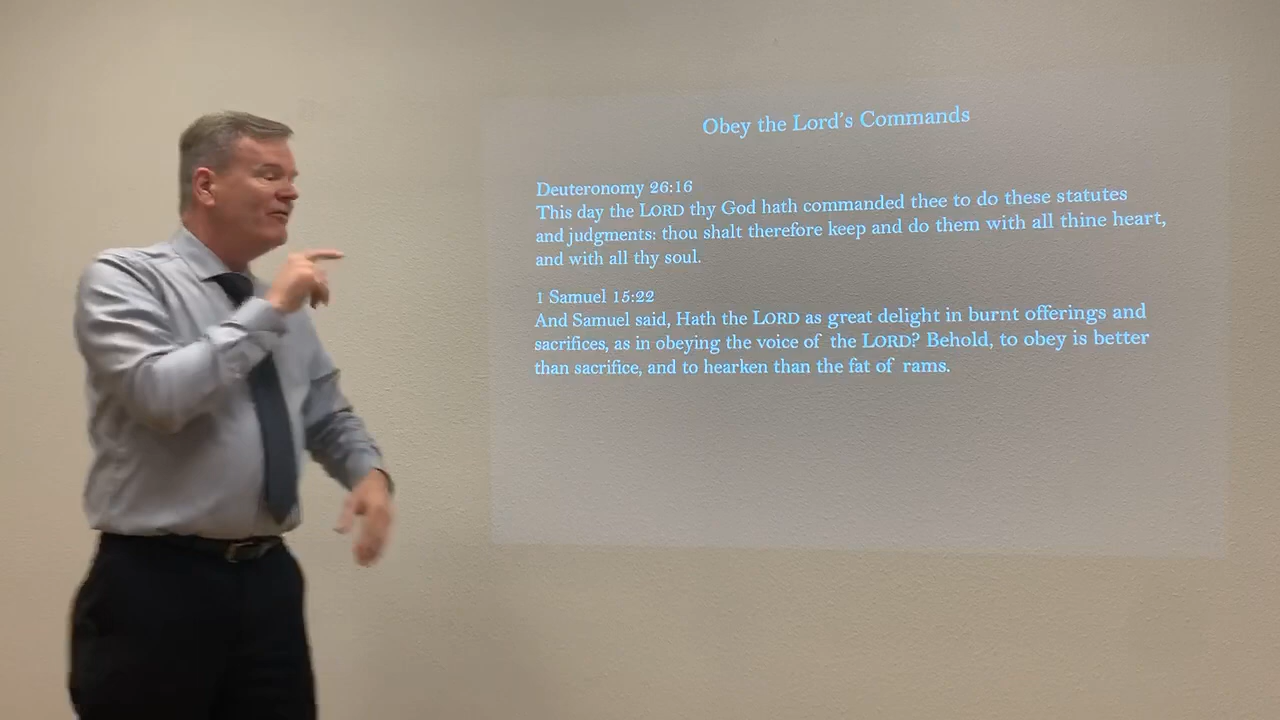 Obey the Lord's Commands
Deuteronomy 26:16
This day the LORD thy God hath commanded thee to do these statutes
and judgments: thou shalt therefore keep and do them with all thine heart,
and with all thy soul.
1 Samuel 15:22
And Samuel said, Hath the LORD as great delight in burnt offerings and
sacrifices, as in obeying the voice of the LORD? Behold, to obey is better
than sacrifice, and to hearken than the fat of rams.